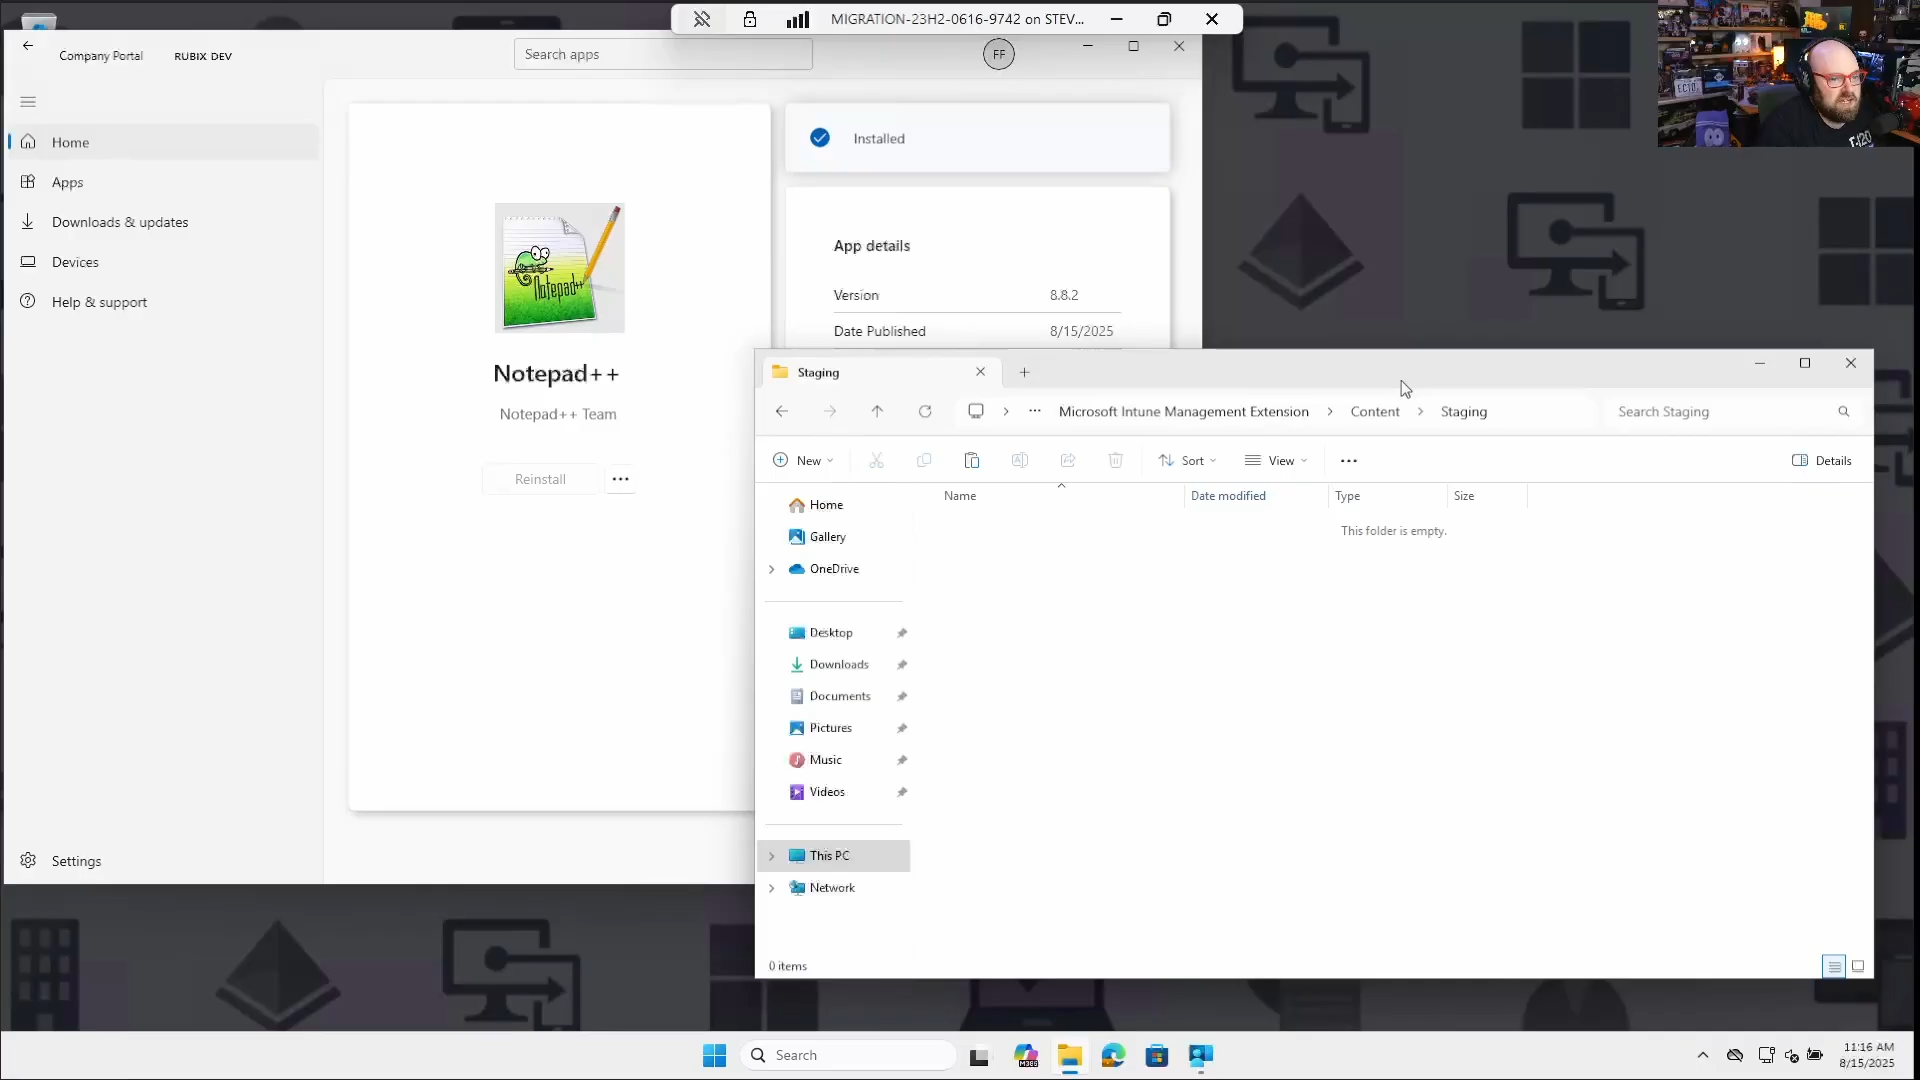 MIGRATION-23H2-0616-9742 on STEV...
Company Portal
RUBIX DEV
Search apps
FF
Home
Apps
Downloads & updates
Devices
Help & support
Settings
Notepad++
Notepad++
Notepad++ Team
Reinstall
Installed
App details
Version 8.8.2
Date Published 8/15/2025
Staging
Microsoft Intune Management Extension > Content > Staging
Search Staging
New
Sort
View
Details
Name
Date modified
Type
Size
This folder is empty.
Home
Gallery
OneDrive
Desktop
Downloads
Documents
Pictures
Music
Videos
This PC
Network
0 items
Search
M365
11:16 AM
8/15/2025
ECTO